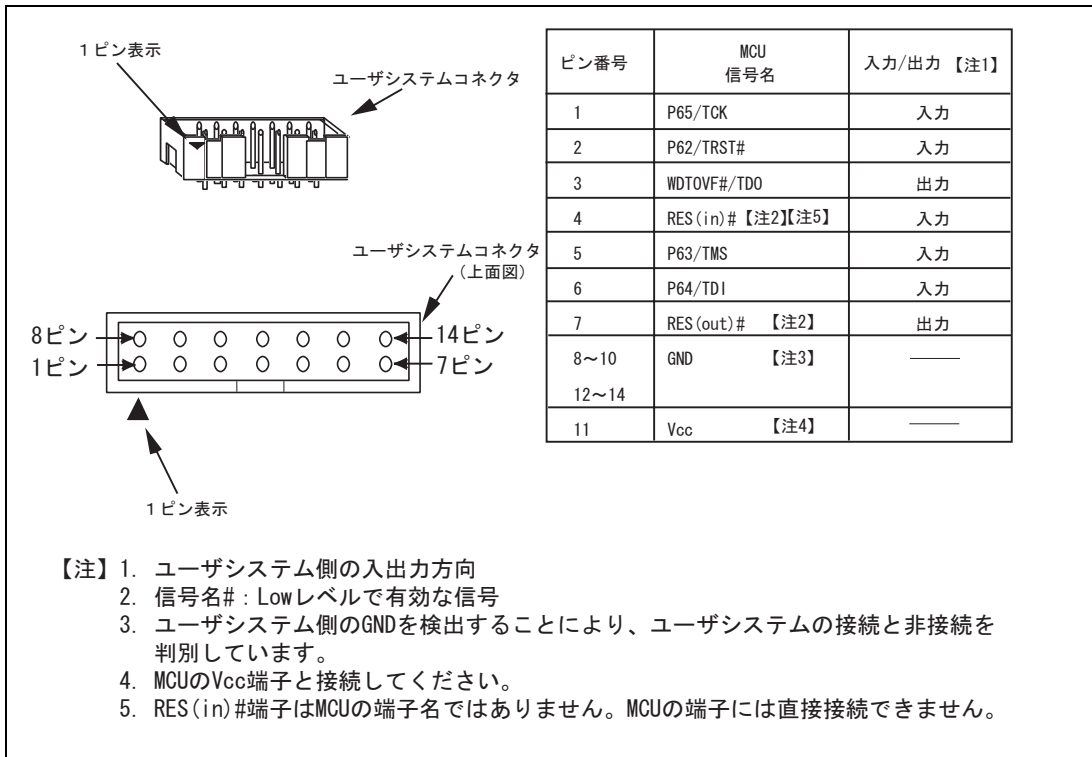 1ピン表示
ユーザシステムコネクタ
ユーザシステムコネクタ
(上面図)
8ピン
14ピン
1ピン
7ピン
1ピン表示
ピン番号 MCU 信号名 入力/出力 【注1】
1 P65/TCK 入力
2 P62/TRST# 入力
3 WDTOVF#/TDO 出力
4 RES(in)#【注2】【注5】 入力
5 P63/TMS 入力
6 P64/TDI 入力
7 RES(out)# 【注2】 出力
8~10 GND 【注3】 ――
12~14
11 Vcc 【注4】 ――
【注】1. ユーザシステム側の入出力方向
2. 信号名#:Lowレベルで有効な信号
3. ユーザシステム側のGNDを検出することにより、ユーザシステムの接続と非接続を
判別しています。
4. MCUのVcc端子と接続してください。
5. RES(in)#端子はMCUの端子名ではありません。MCUの端子には直接接続できません。